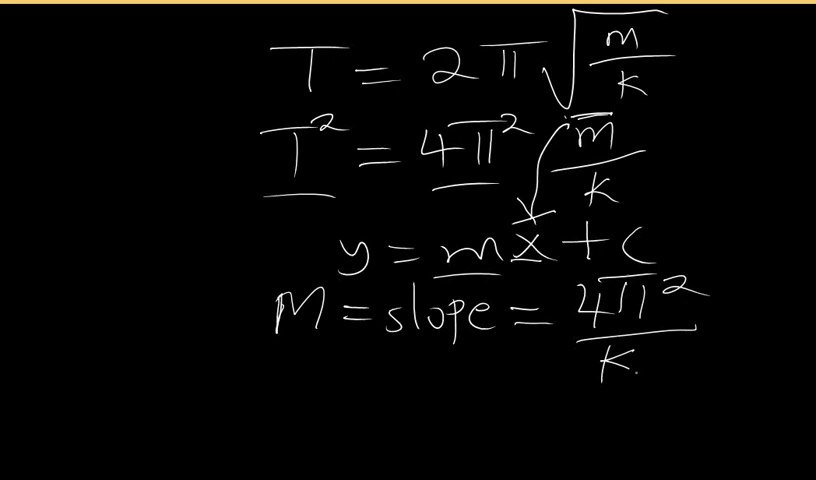 T = 2π√(m/k)
T² = 4π² m/k
y = mx + c
M = slope = 4π²/K.